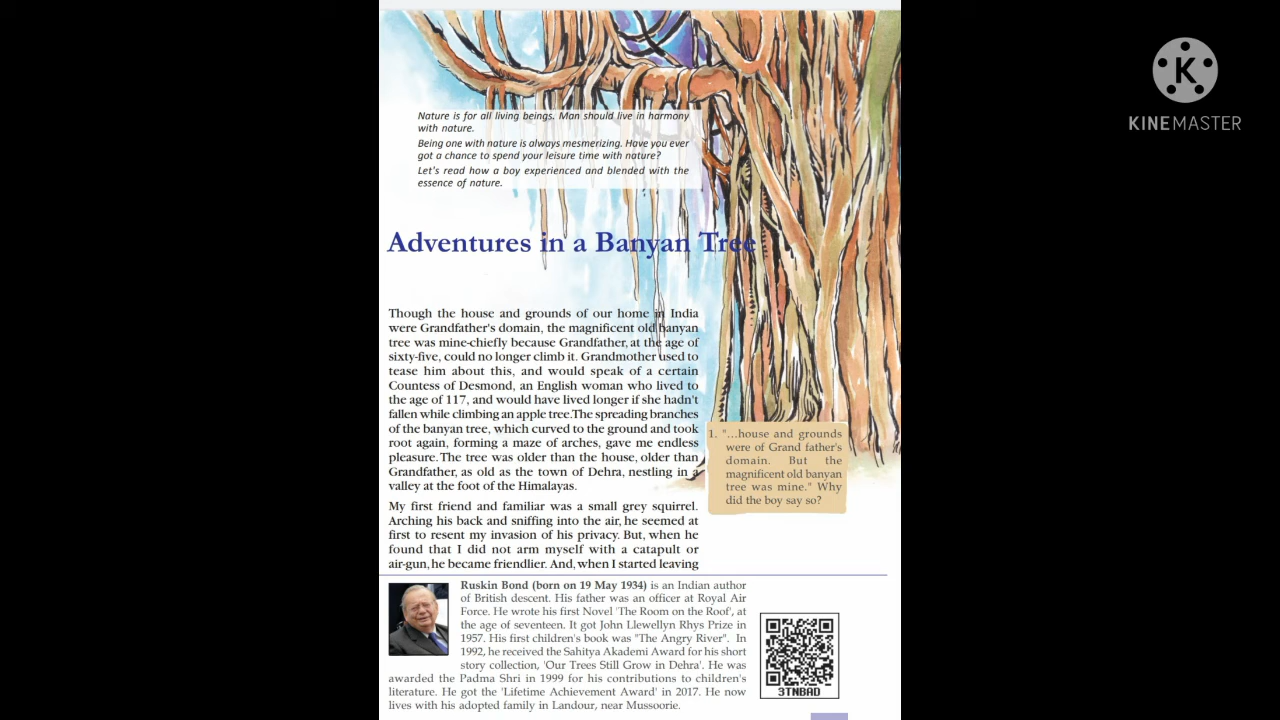 Nature is for all living beings. Man should live in harmony
with nature.
Being one with nature is always mesmerizing. Have you ever
got a chance to spend your leisure time with nature?
Let's read how a boy experienced and blended with the
essence of nature.
Adventures in a Banyan Tree
Though the house and grounds of our home in India
were Grandfather's domain, the magnificent old banyan
tree was mine-chiefly because Grandfather, at the age of
sixty-five, could no longer climb it. Grandmother used to
tease him about this, and would speak of a certain
Countess of Desmond, an English woman who lived to
the age of 117, and would have lived longer if she hadn't
fallen while climbing an apple tree.The spreading branches
of the banyan tree, which curved to the ground and took
root again, forming a maze of arches, gave me endless
pleasure. The tree was older than the house, older than
Grandfather, as old as the town of Dehra, nestling in a
valley at the foot of the Himalayas.
1. "...house and grounds
were of Grand father's
domain. But the
magnificent old banyan
tree was mine." Why
did the boy say so?
My first friend and familiar was a small grey squirrel.
Arching his back and sniffing into the air, he seemed at
first to resent my invasion of his privacy. But, when he
found that I did not arm myself with a catapult or
air-gun, he became friendlier. And, when I started leaving
Ruskin Bond (born on 19 May 1934) is an Indian author
of British descent. His father was an officer at Royal Air
Force. He wrote his first Novel 'The Room on the Roof', at
the age of seventeen. It got John Llewellyn Rhys Prize in
1957. His first children's book was "The Angry River". In
1992, he received the Sahitya Akademi Award for his short
story collection, 'Our Trees Still Grow in Dehra'. He was
awarded the Padma Shri in 1999 for his contributions to children's
literature. He got the 'Lifetime Achievement Award' in 2017. He now
lives with his adopted family in Landour, near Mussoorie.
3TNBAD
K
KINEMASTER